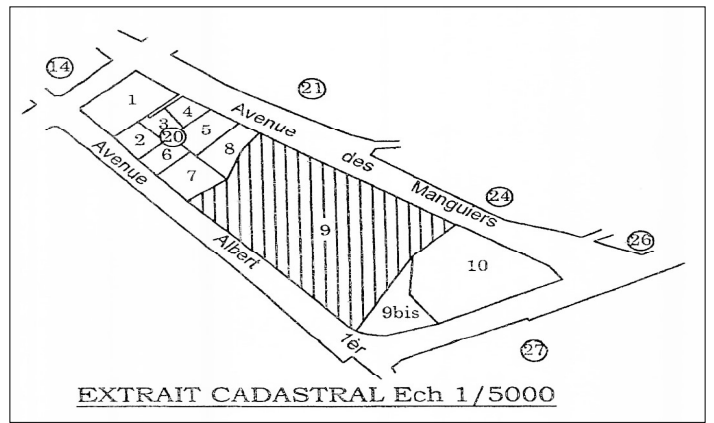 14
21
1
4
Avenue
3
20
5
2
8
6
des
7
Avenue
Manguiers
24
9
26
Albert
10
9bis
1èr
27
EXTRAIT CADASTRAL Ech 1/5000